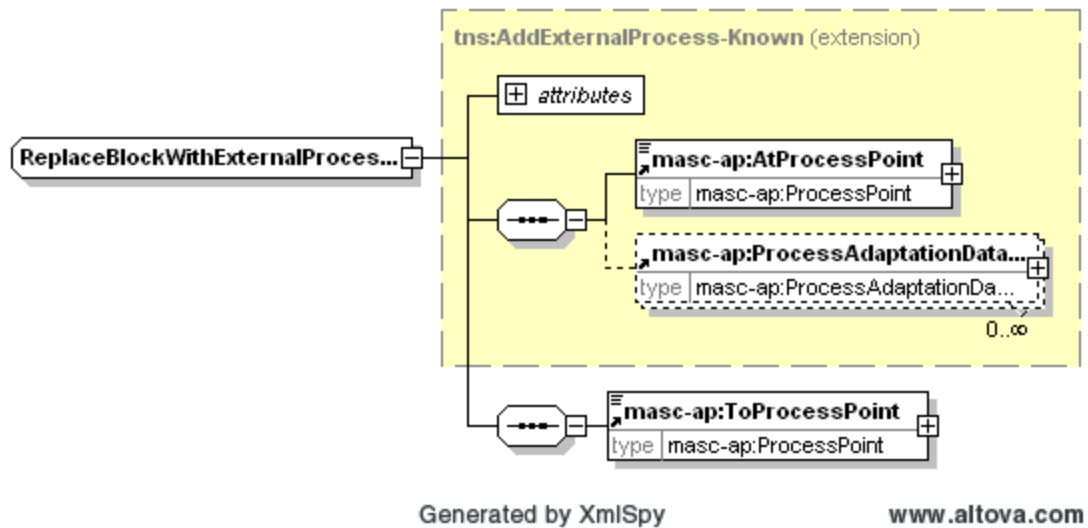 tns:AddExternalProcess-Known (extension)
attributes
ReplaceBlockWithExternalProces...
masc-ap:AtProcessPoint
type masc-ap:ProcessPoint
masc-ap:ProcessAdaptationData...
type masc-ap:ProcessAdaptationDa...
0..∞
masc-ap:ToProcessPoint
type masc-ap:ProcessPoint
Generated by XmlSpy www.altova.com